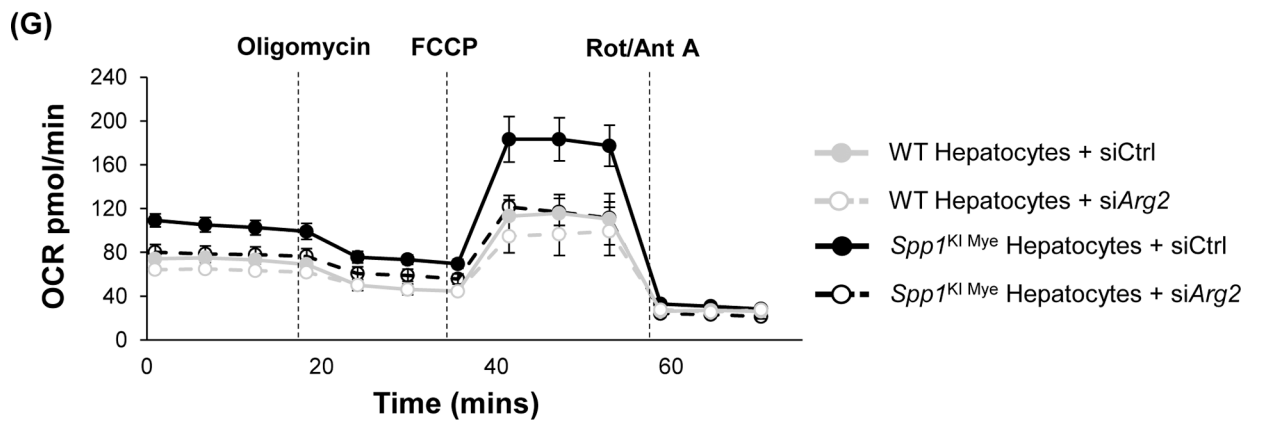 (G)
Oligomycin FCCP Rot/Ant A
240
200
160
120
80
40
0
OCR pmol/min
0 20 40 60
Time (mins)
WT Hepatocytes + siCtrl
WT Hepatocytes + siArg2
Spp1KI Mye Hepatocytes + siCtrl
Spp1KI Mye Hepatocytes + siArg2